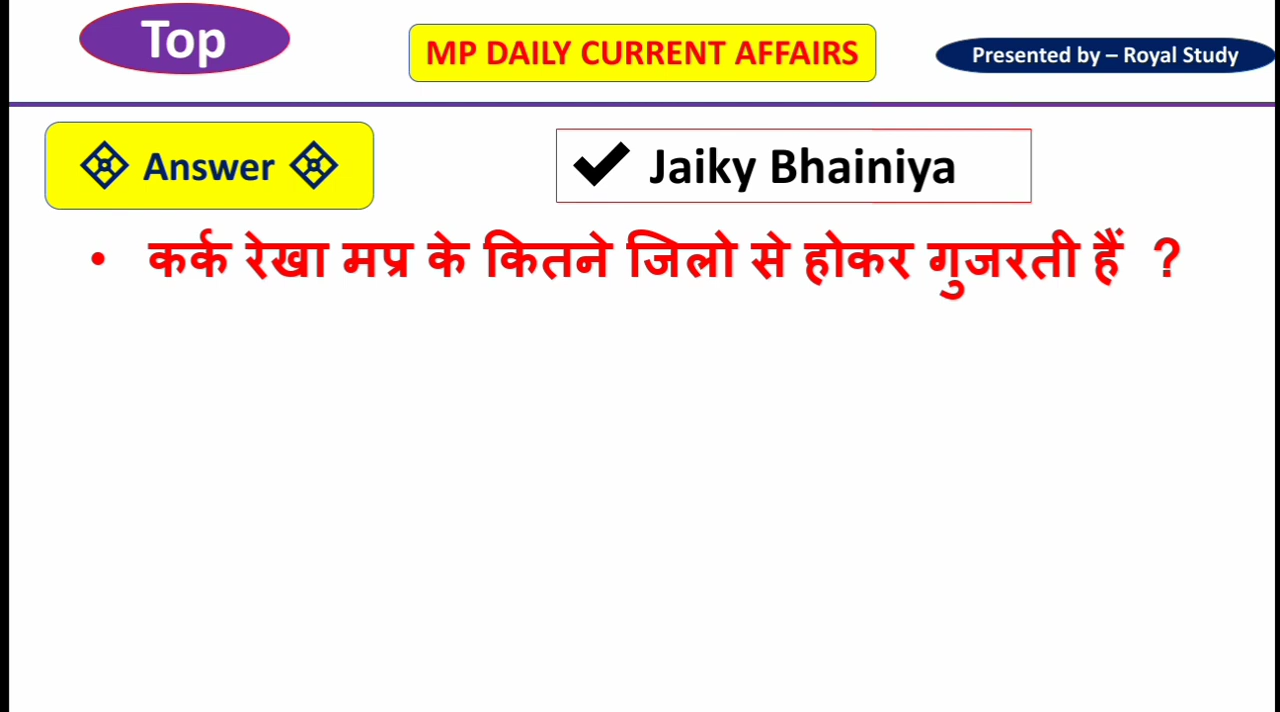 Top
MP DAILY CURRENT AFFAIRS
Presented by – Royal Study
Answer
✔ Jaiky Bhainiya
• कर्क रेखा मप्र के कितने जिलो से होकर गुजरती हैं ?